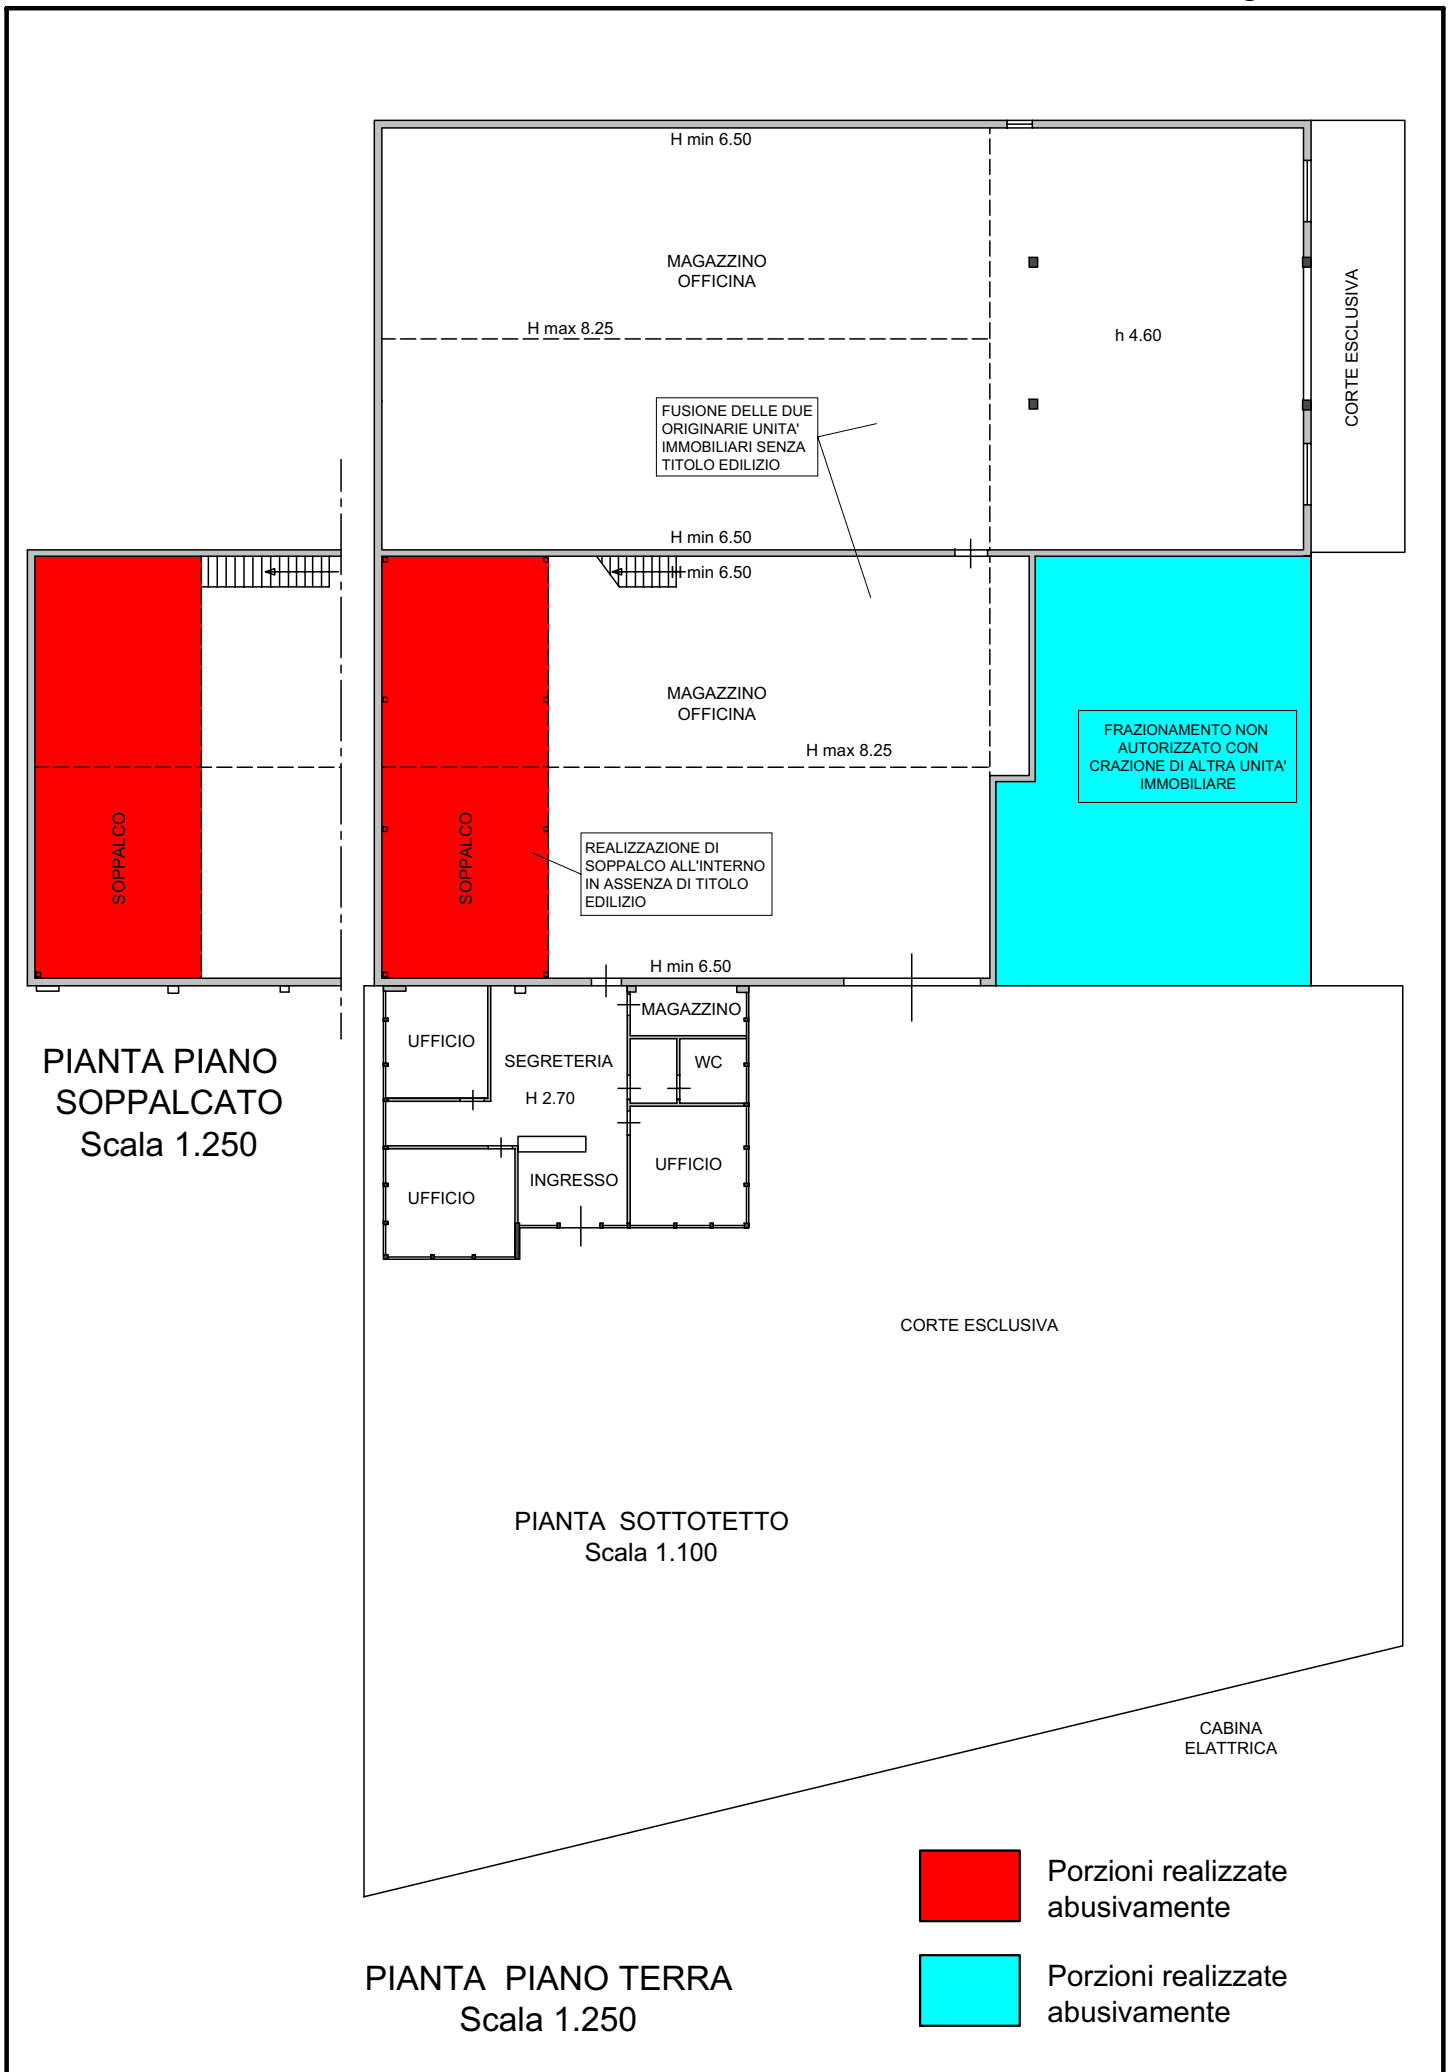 H min 6.50
MAGAZZINO
OFFICINA
H max 8.25
h 4.60
CORTE ESCLUSIVA
FUSIONE DELLE DUE
ORIGINARIE UNITA'
IMMOBILIARI SENZA
TITOLO EDILIZIO
H min 6.50
H min 6.50
MAGAZZINO
OFFICINA
H max 8.25
FRAZIONAMENTO NON
AUTORIZZATO CON
CRAZIONE DI ALTRA UNITA'
IMMOBILIARE
SOPPALCO
SOPPALCO
REALIZZAZIONE DI
SOPPALCO ALL'INTERNO
IN ASSENZA DI TITOLO
EDILIZIO
H min 6.50
PIANTA PIANO
SOPPALCATO
Scala 1.250
UFFICIO
SEGRETERIA
H 2.70
MAGAZZINO
WC
UFFICIO
INGRESSO
UFFICIO
CORTE ESCLUSIVA
PIANTA SOTTOTETTO
Scala 1.100
CABINA
ELATTRICA
Porzioni realizzate
abusivamente
Porzioni realizzate
abusivamente
PIANTA PIANO TERRA
Scala 1.250